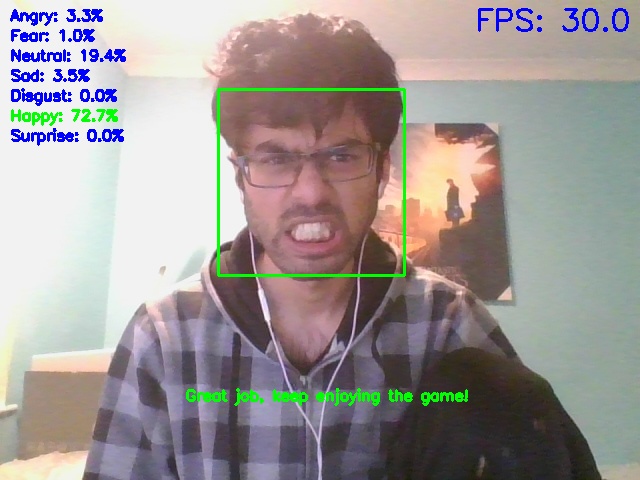 Angry: 3.3%
Fear: 1.0%
Neutral: 19.4%
Sad: 3.5%
Disgust: 0.0%
Happy: 72.7%
Surprise: 0.0%
FPS: 30.0
Great job, keep enjoying the game!